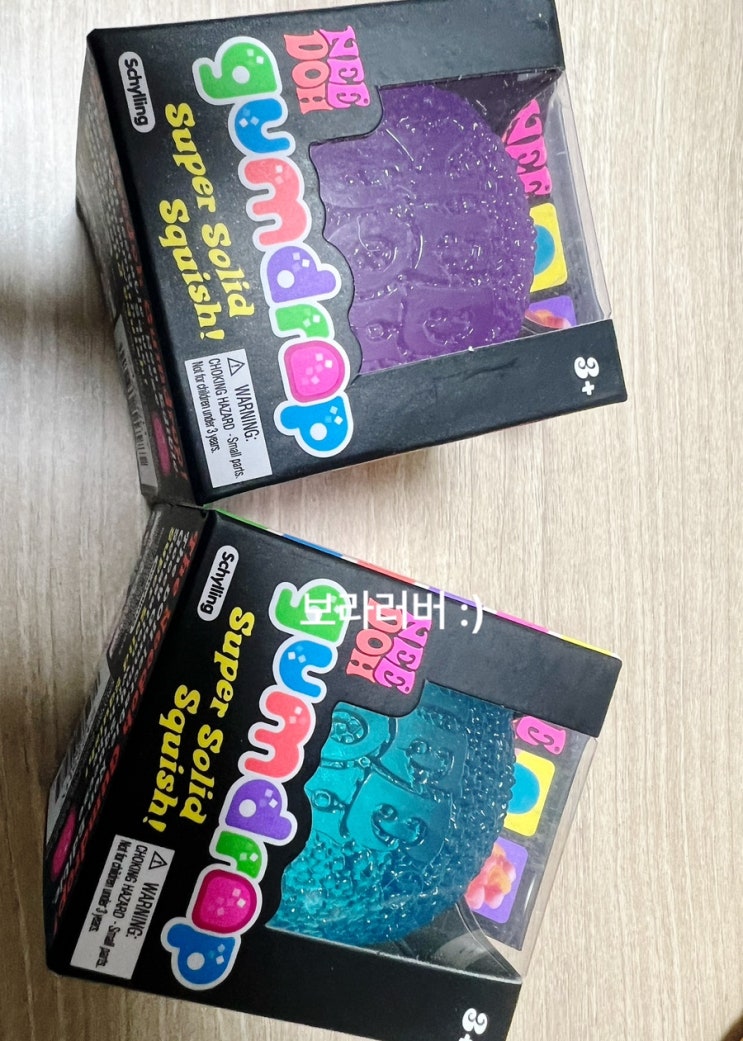 Schylling
NEE
DOH
gumdrop
Super Solid
Squish!
WARNING:
CHOKING HAZARD - Small parts.
Not for children under 3 years.
3+
NEE
보라러버 :)
Schylling
NEE
DOH
gumdrop
Super Solid
Squish!
WARNING:
CHOKING HAZARD - Small parts.
Not for children under 3 years.
3+